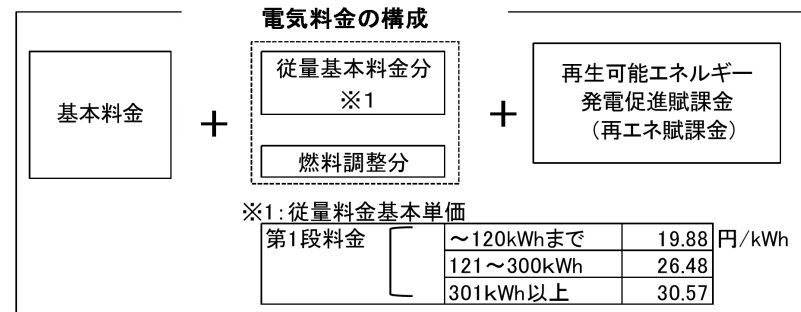 電気料金の構成
基本料金
+
従量基本料金分
※1
燃料調整分
+
再生可能エネルギー
発電促進賦課金
(再エネ賦課金)
※1:従量料金基本単価
第1段料金 ~120kWhまで 19.88 円/kWh
121~300kWh 26.48
301kWh以上 30.57